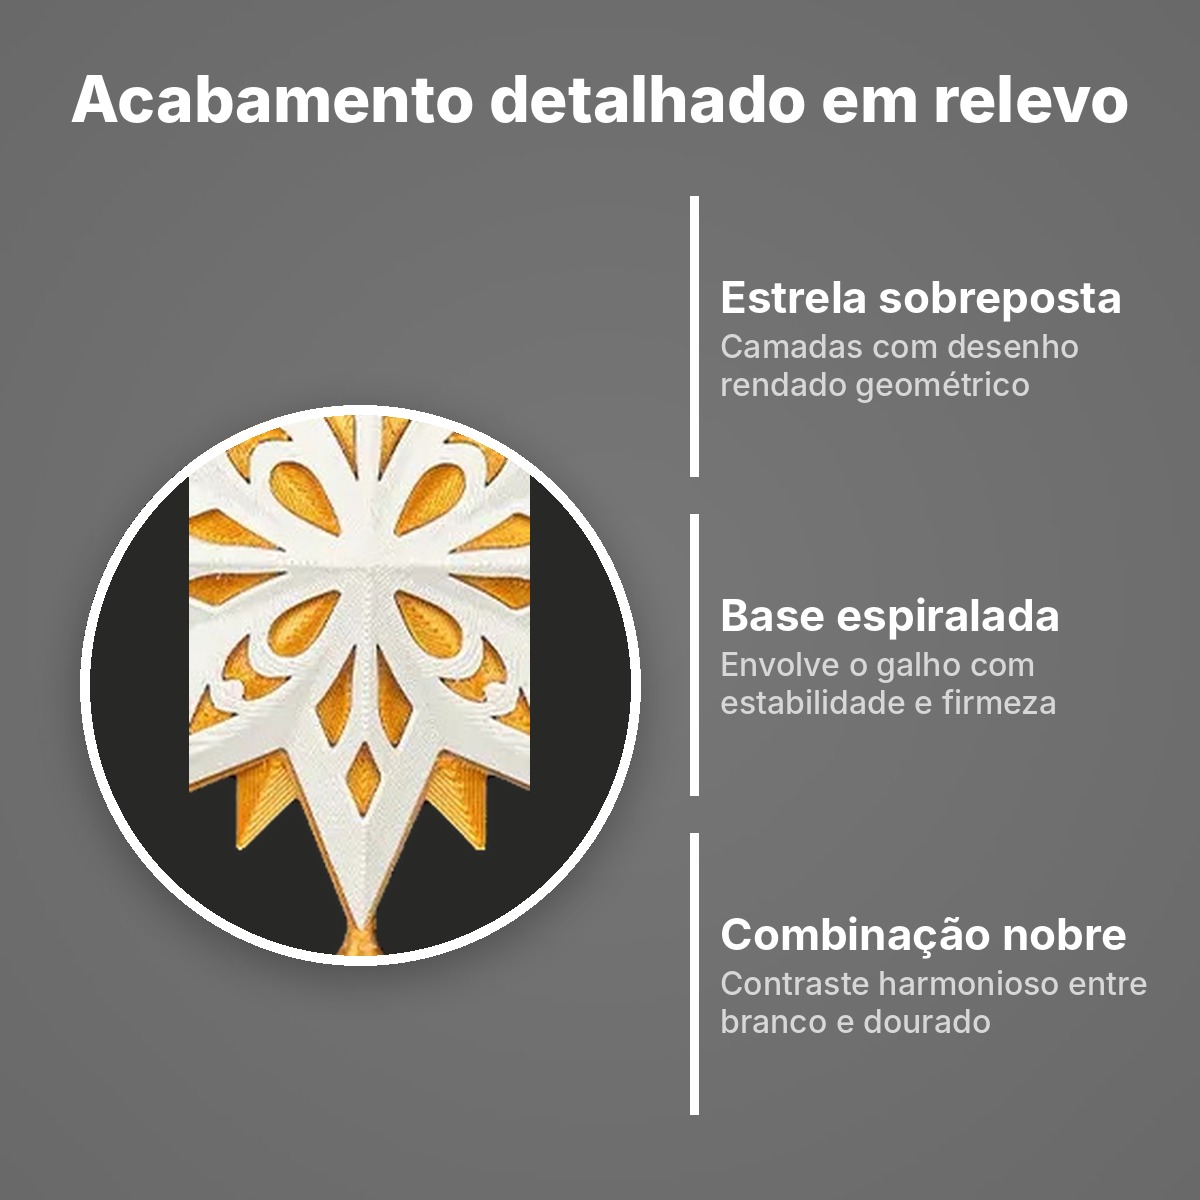 Acabamento detalhado em relevo
Estrela sobreposta
Camadas com desenho
rendado geométrico
Base espiralada
Envolve o galho com
estabilidade e firmeza
Combinação nobre
Contraste harmonioso entre
branco e dourado